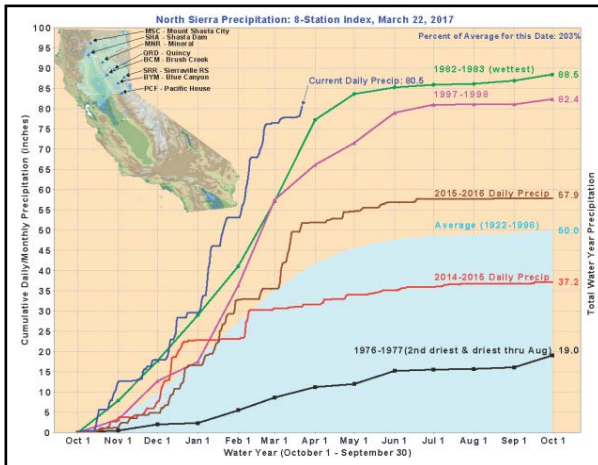 North Sierra Precipitation: 8-Station Index, March 22, 2017
Percent of Average for this Date: 203%
MSC - Mount Shasta City
SHA - Shasta Dam
MNR - Mineral
QRD - Quincy
BCM - Brush Creek
SRR - Sierraville RS
BYM - Blue Canyon
PCF - Pacific House
Current Daily Precip: 80.5
1982-1983 (wettest)
88.5
1997-1998
82.4
2015-2016 Daily Precip
57.9
Average (1922-1998)
50.0
2014-2015 Daily Precip
37.2
1976-1977(2nd driest & driest thru Aug)
19.0
Cumulative Daily/Monthly Precipitation (inches)
Total Water Year Precipitation
100
95
90
85
80
75
70
65
60
55
50
45
40
35
30
25
20
15
10
5
0
Oct 1 Nov 1 Dec 1 Jan 1 Feb 1 Mar 1 Apr 1 May 1 Jun 1 Jul 1 Aug 1 Sep 1 Oct 1
Water Year (October 1 - September 30)